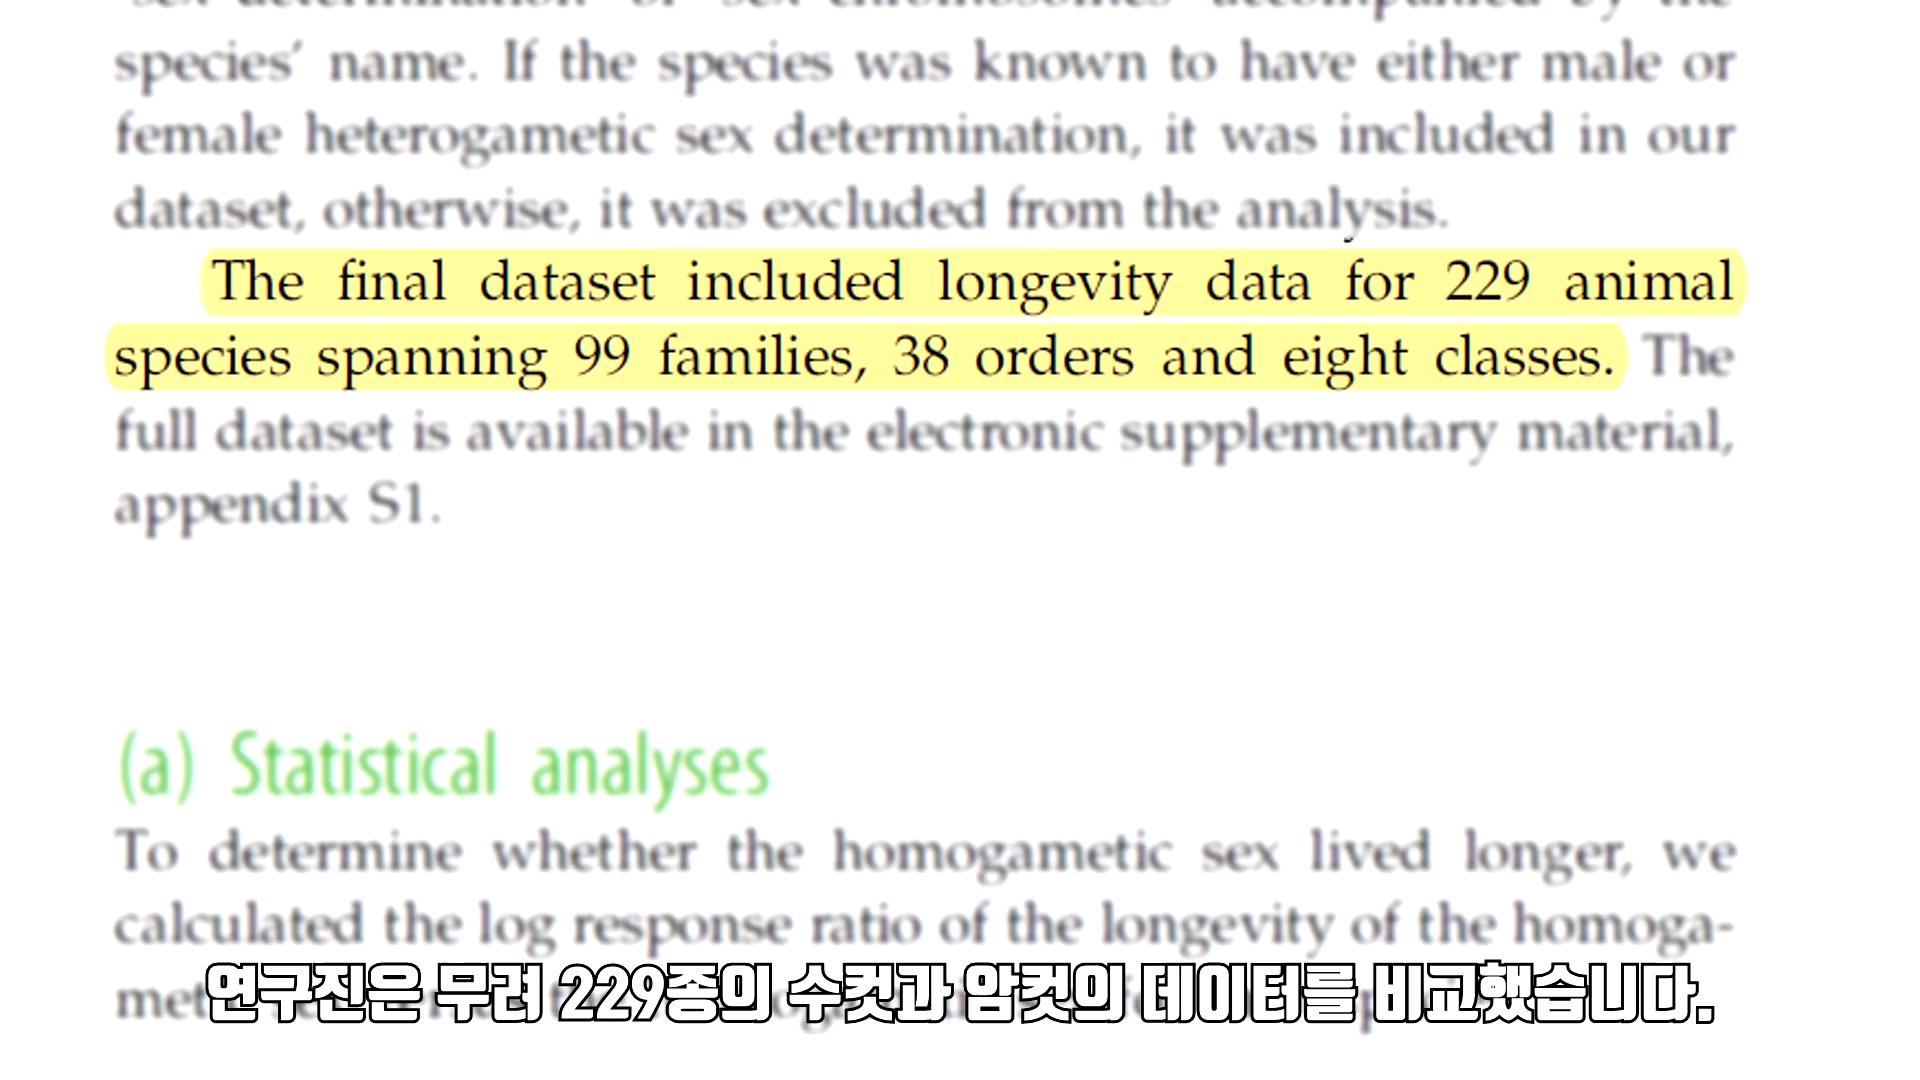 species' name. If the species was known to have either male or
female heterogametic sex determination, it was included in our
dataset, otherwise, it was excluded from the analysis.
The final dataset included longevity data for 229 animal
species spanning 99 families, 38 orders and eight classes. The
full dataset is available in the electronic supplementary material,
appendix S1.
(a) Statistical analyses
To determine whether the homogametic sex lived longer, we
calculated the log response ratio of the longevity of the homoga-
연구진은 무려 229종의 수컷과 암컷의 데이터를 비교했습니다.